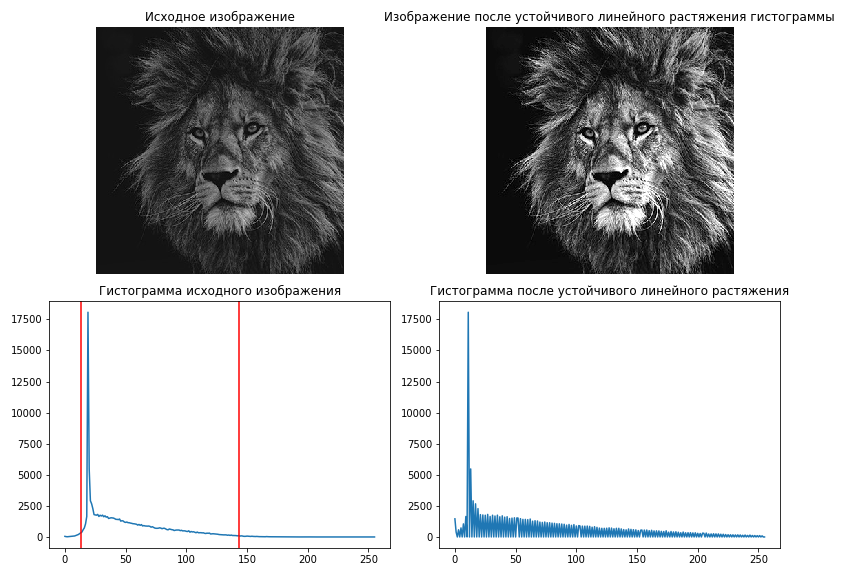 Исходное изображение
Изображение после устойчивого линейного растяжения гистограммы
Гистограмма исходного изображения
17500
15000
12500
10000
7500
5000
2500
0
0 50 100 150 200 250
Гистограмма после устойчивого линейного растяжения
17500
15000
12500
10000
7500
5000
2500
0
0 50 100 150 200 250